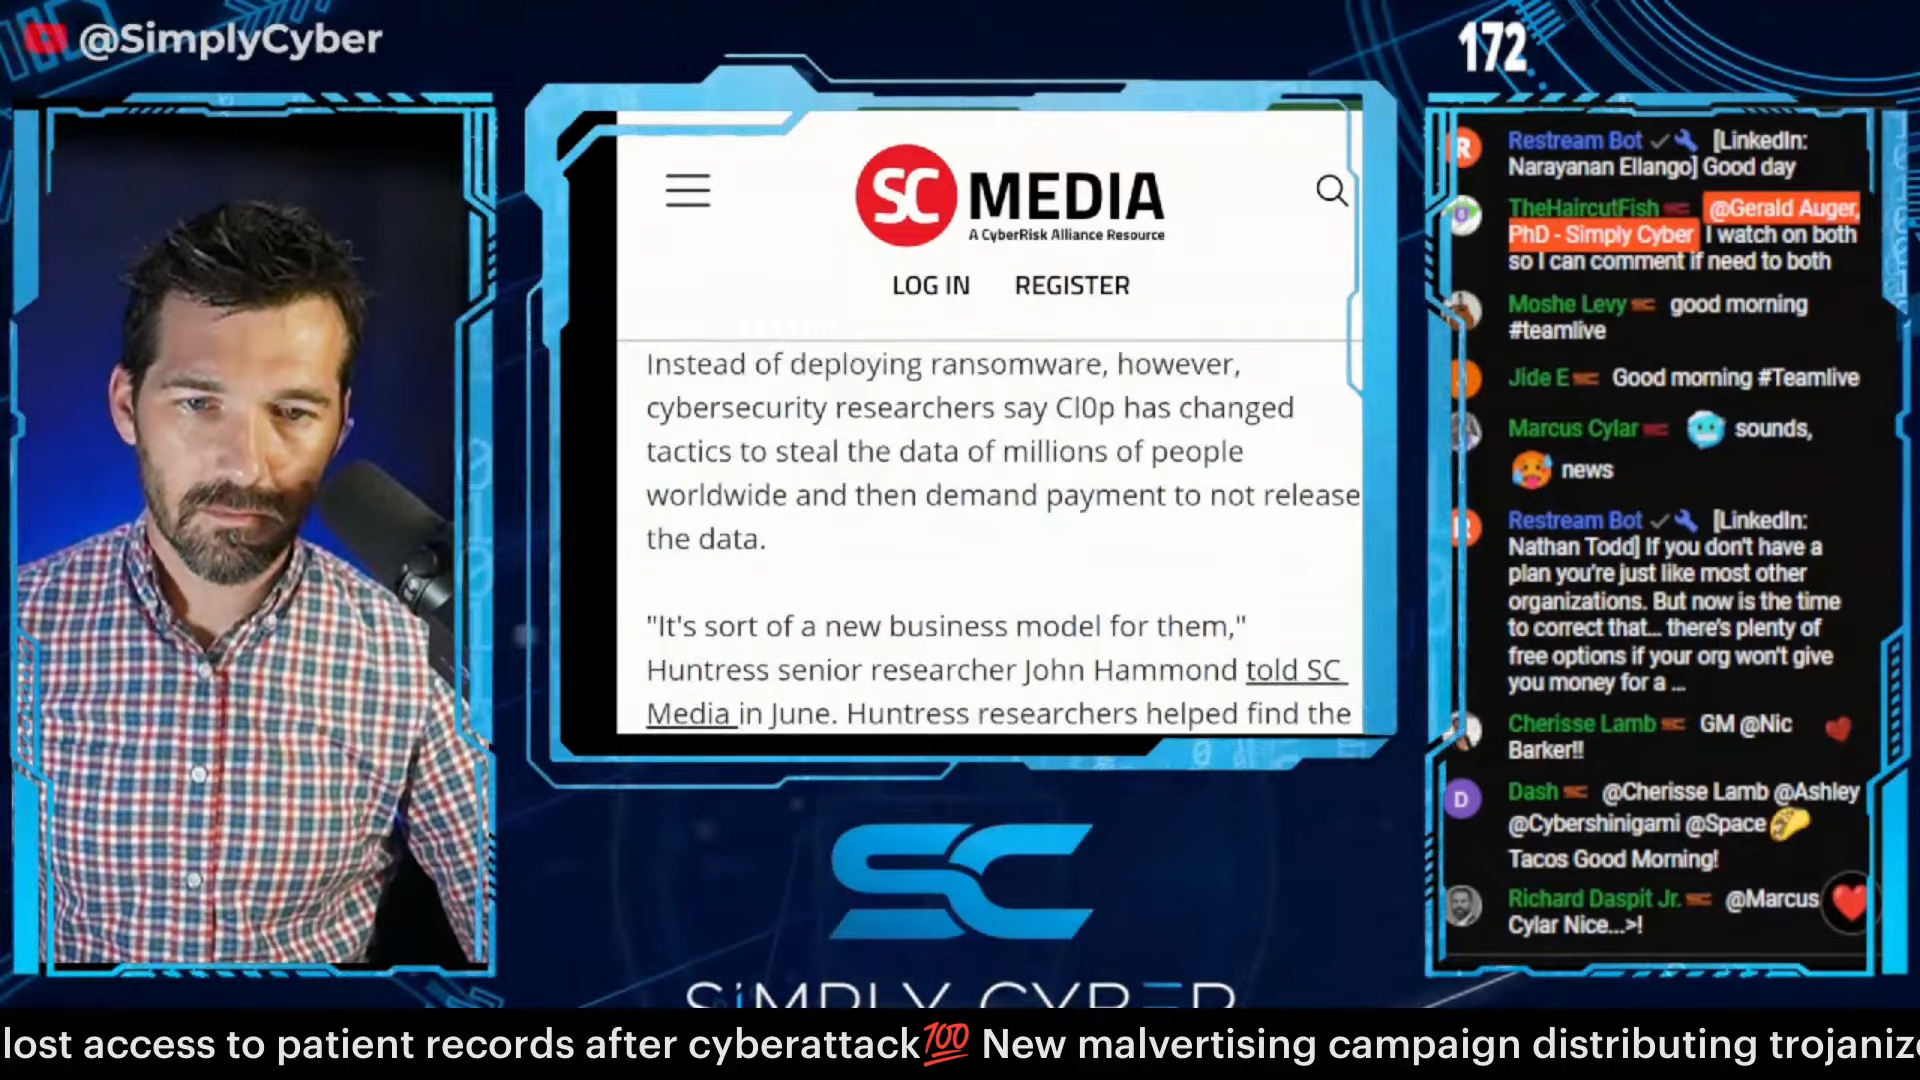 @SimplyCyber
172
SC MEDIA
A CyberRisk Alliance Resource
LOG IN REGISTER
Instead of deploying ransomware, however,
cybersecurity researchers say Cl0p has changed
tactics to steal the data of millions of people
worldwide and then demand payment to not release
the data.
"It's sort of a new business model for them,"
Huntress senior researcher John Hammond told SC
Media in June. Huntress researchers helped find the
SC
SIMPLY CYBER
R Restream Bot [LinkedIn:
Narayanan Ellango] Good day
TheHaircutFish @Gerald Auger,
PhD - Simply Cyber I watch on both
so I can comment if need to both
Moshe Levy good morning
#teamlive
Jide E Good morning #Teamlive
Marcus Cylar 🥶 sounds,
🥵 news
R Restream Bot [LinkedIn:
Nathan Todd] If you don't have a
plan you're just like most other
organizations. But now is the time
to correct that... there's plenty of
free options if your org won't give
you money for a ...
Cherisse Lamb GM @Nic
Barker!!
D Dash @Cherisse Lamb @Ashley
@Cybershinigami @Space 🌮
Tacos Good Morning!
Richard Daspit Jr. @Marcus
Cylar Nice...>!
lost access to patient records after cyberattack💯 New malvertising campaign distributing trojanize